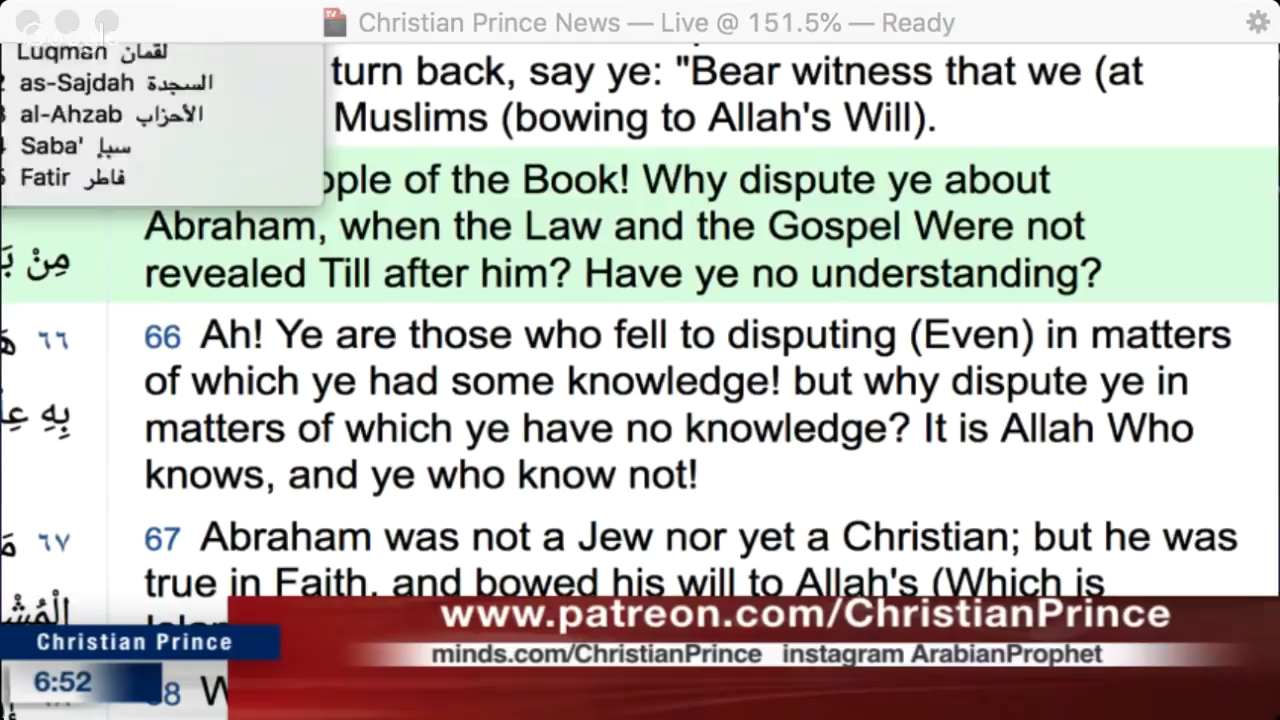 Christian Prince News — Live @ 151.5% — Ready
Luqman لقمان
as-Sajdah السجدة
al-Ahzab الأحزاب
Saba' سبإ
Fatir فاطر
turn back, say ye: "Bear witness that we (at
Muslims (bowing to Allah's Will).
ople of the Book! Why dispute ye about
Abraham, when the Law and the Gospel Were not
revealed Till after him? Have ye no understanding?
مِنْ
66 Ah! Ye are those who fell to disputing (Even) in matters
of which ye had some knowledge! but why dispute ye in
matters of which ye have no knowledge? It is Allah Who
knows, and ye who know not!
٦٦
بِهِ
67 Abraham was not a Jew nor yet a Christian; but he was
true in Faith, and bowed his will to Allah's (Which is
٦٧
www.patreon.com/ChristianPrince
minds.com/ChristianPrince instagram ArabianProphet
Christian Prince
6:52